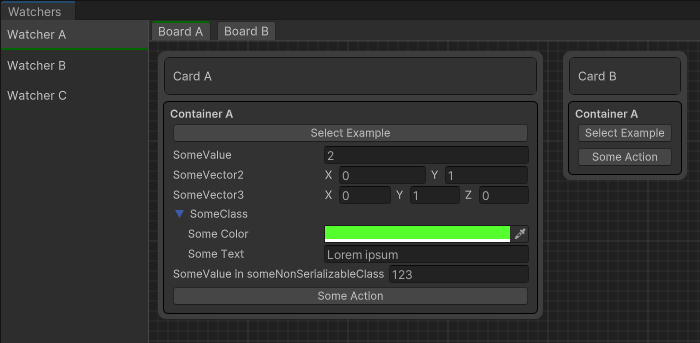 Watchers
Watcher A
Watcher B
Watcher C
Board A Board B
Card A
Container A
Select Example
SomeValue 2
SomeVector2 X 0 Y 1
SomeVector3 X 0 Y 1 Z 0
SomeClass
Some Color
Some Text Lorem ipsum
SomeValue in someNonSerializableClass 123
Some Action
Card B
Container A
Select Example
Some Action